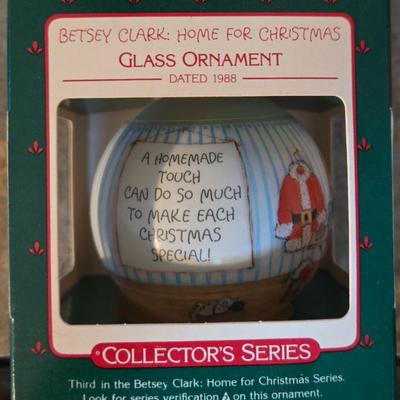 BETSEY CLARK: HOME FOR CHRISTMAS
GLASS ORNAMENT
DATED 1988
A HOMEMADE
TOUCH
CAN DO SO MUCH
TO MAKE EACH
CHRISTMAS
SPECIAL!
COLLECTOR'S SERIES
Third in the Betsey Clark: Home for Christmas Series.
Look for series verification on this ornament.